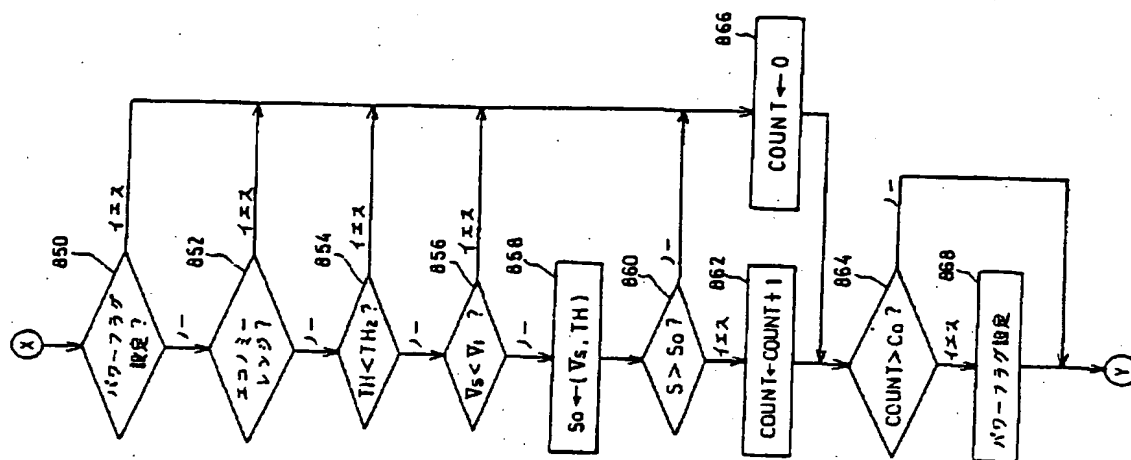 X
850
パワーフラグ
設定?
イエス
ノー
852
エコノミー
レンジ?
イエス
ノー
854
TH<TH2?
イエス
ノー
856
Vs<V1 ?
イエス
ノー
858
So←(Vs, TH)
860
S>So?
ノー
イエス
862
COUNT←COUNT+1
866
COUNT←0
864
COUNT>Co?
ノー
イエス
868
パワーフラグ設定
Y